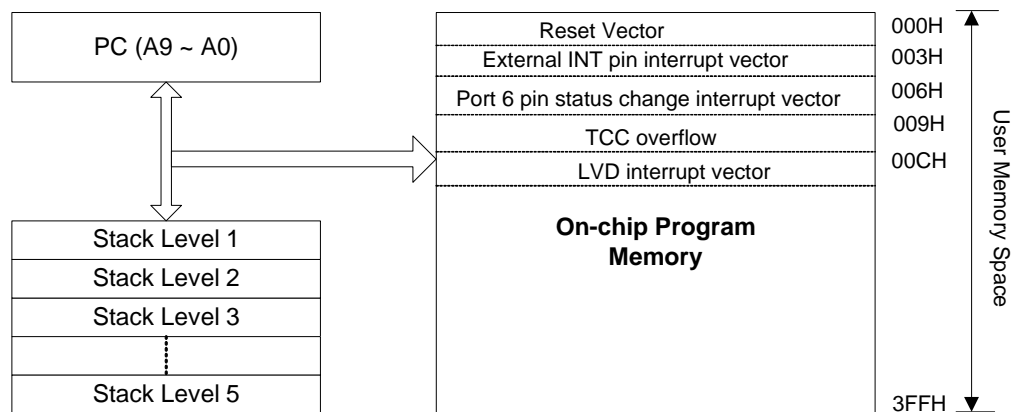 PC (A9 ~ A0)
Stack Level 1
Stack Level 2
Stack Level 3
Stack Level 5
Reset Vector
000H
External INT pin interrupt vector
003H
Port 6 pin status change interrupt vector
006H
TCC overflow
009H
LVD interrupt vector
00CH
On-chip Program
Memory
3FFH
User Memory Space